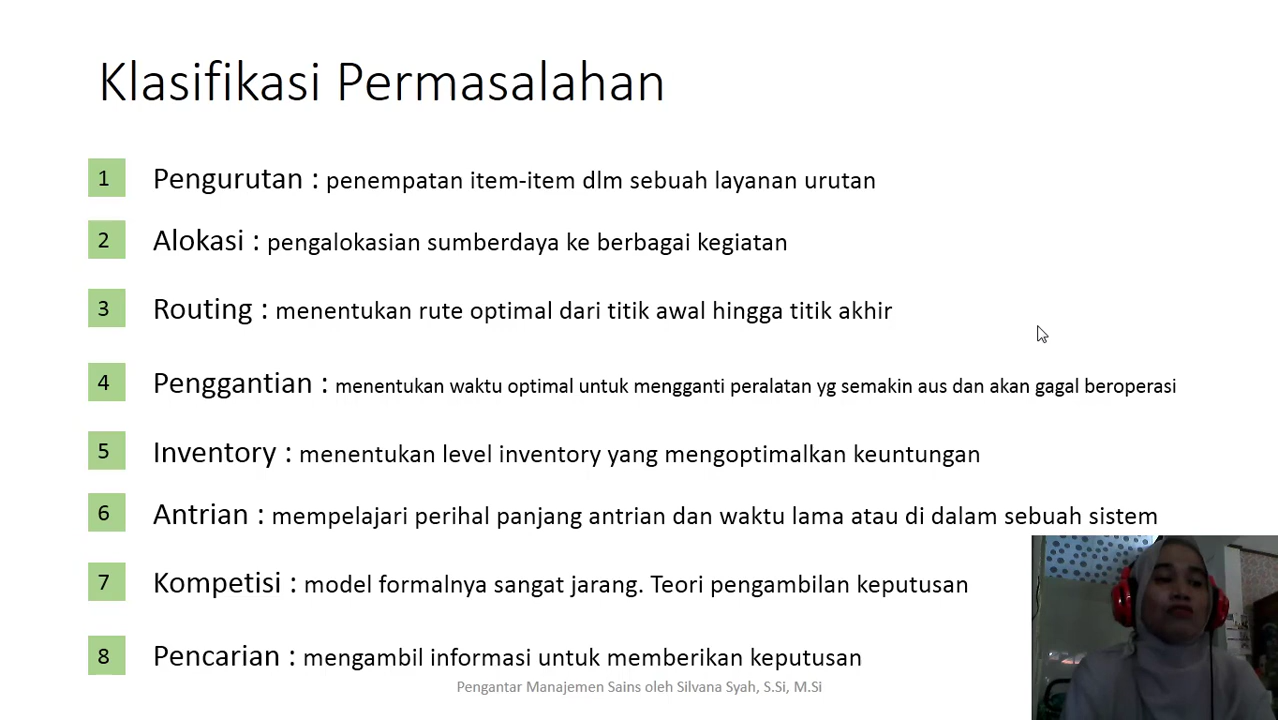 Klasifikasi Permasalahan
1 Pengurutan : penempatan item-item dlm sebuah layanan urutan
2 Alokasi : pengalokasian sumberdaya ke berbagai kegiatan
3 Routing : menentukan rute optimal dari titik awal hingga titik akhir
4 Penggantian : menentukan waktu optimal untuk mengganti peralatan yg semakin aus dan akan gagal beroperasi
5 Inventory : menentukan level inventory yang mengoptimalkan keuntungan
6 Antrian : mempelajari perihal panjang antrian dan waktu lama atau di dalam sebuah sistem
7 Kompetisi : model formalnya sangat jarang. Teori pengambilan keputusan
8 Pencarian : mengambil informasi untuk memberikan keputusan
Pengantar Manajemen Sains oleh Silvana Syah, S.Si, M.Si